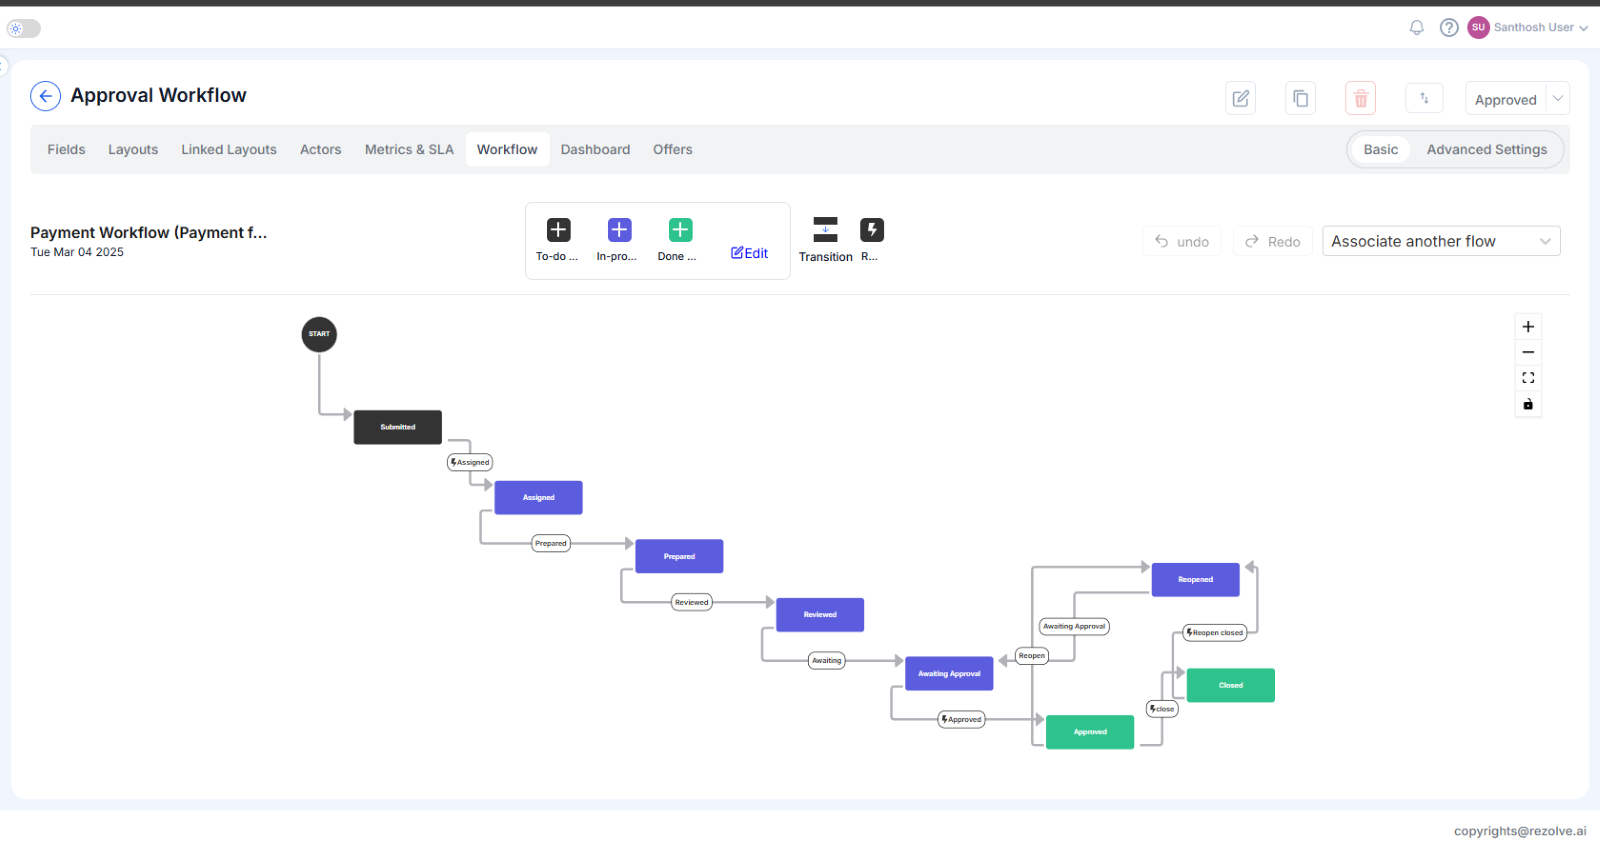 SU Santhosh User
Approval Workflow
Approved
Fields Layouts Linked Layouts Actors Metrics & SLA Workflow Dashboard Offers
Basic Advanced Settings
Payment Workflow (Payment f...
Tue Mar 04 2025
To-do ... In-pro... Done ... Edit Transition R...
undo Redo Associate another flow
START
Submitted
Assigned
Assigned
Prepared
Prepared
Reviewed
Reviewed
Awaiting
Awaiting Approval
Approved
Approved
Reopen
Awaiting Approval
Reopened
Reopen closed
Closed
close
copyrights@rezolve.ai